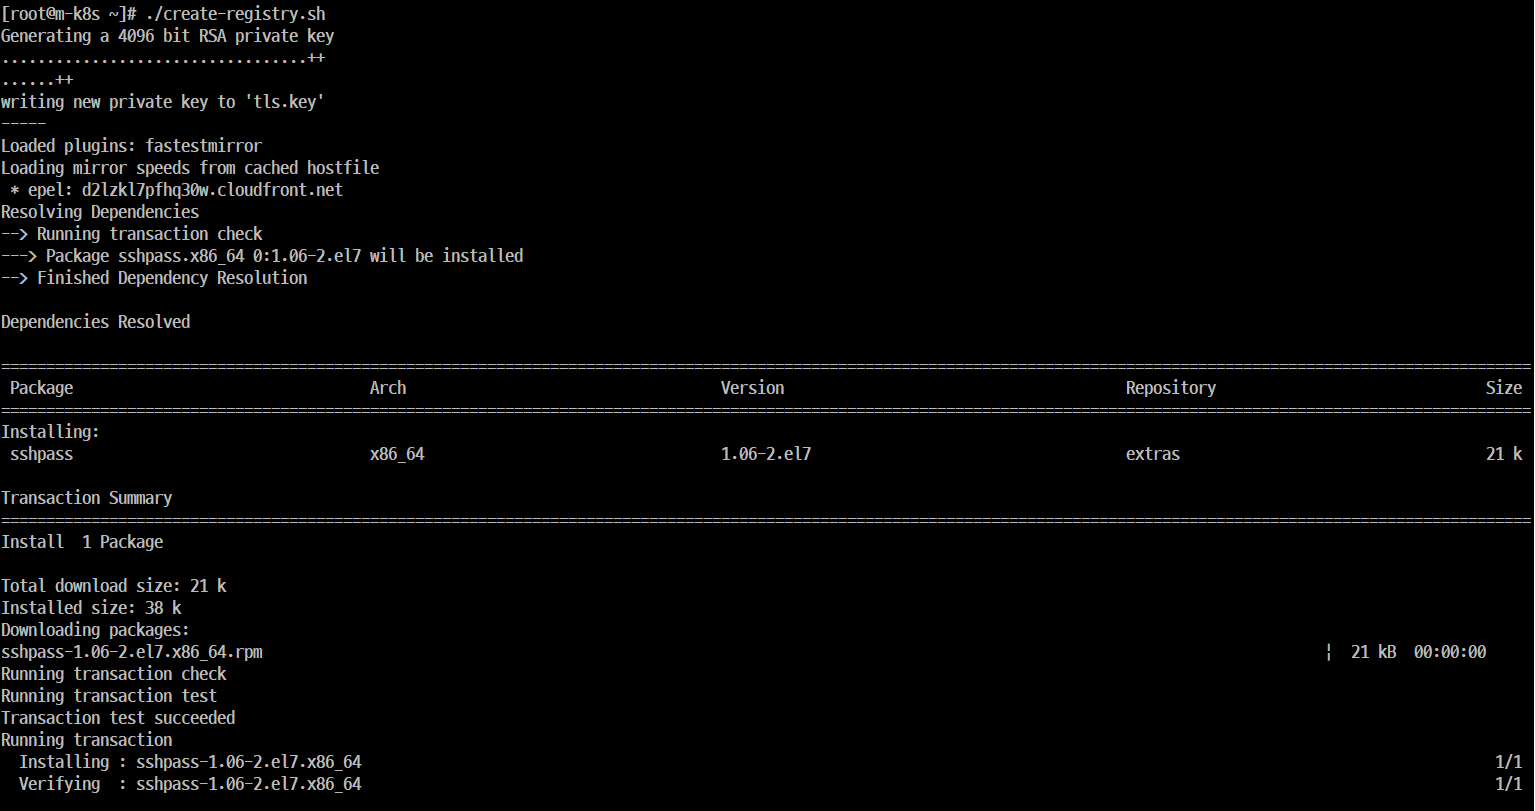 [root@m-k8s ~]# ./create-registry.sh
Generating a 4096 bit RSA private key
..................................++
......++
writing new private key to 'tls.key'
-----
Loaded plugins: fastestmirror
Loading mirror speeds from cached hostfile
 * epel: d2lzkl7pfhq30w.cloudfront.net
Resolving Dependencies
--> Running transaction check
---> Package sshpass.x86_64 0:1.06-2.el7 will be installed
--> Finished Dependency Resolution

Dependencies Resolved

==========================================================================================================================================================================
 Package                                 Arch                                   Version                                      Repository                              Size
==========================================================================================================================================================================
Installing:
 sshpass                                 x86_64                                 1.06-2.el7                                   extras                                  21 k

Transaction Summary
==========================================================================================================================================================================
Install  1 Package

Total download size: 21 k
Installed size: 38 k
Downloading packages:
sshpass-1.06-2.el7.x86_64.rpm                                                                                                                      ¦  21 kB  00:00:00
Running transaction check
Running transaction test
Transaction test succeeded
Running transaction
  Installing : sshpass-1.06-2.el7.x86_64                                                                                                                              1/1
  Verifying  : sshpass-1.06-2.el7.x86_64                                                                                                                              1/1